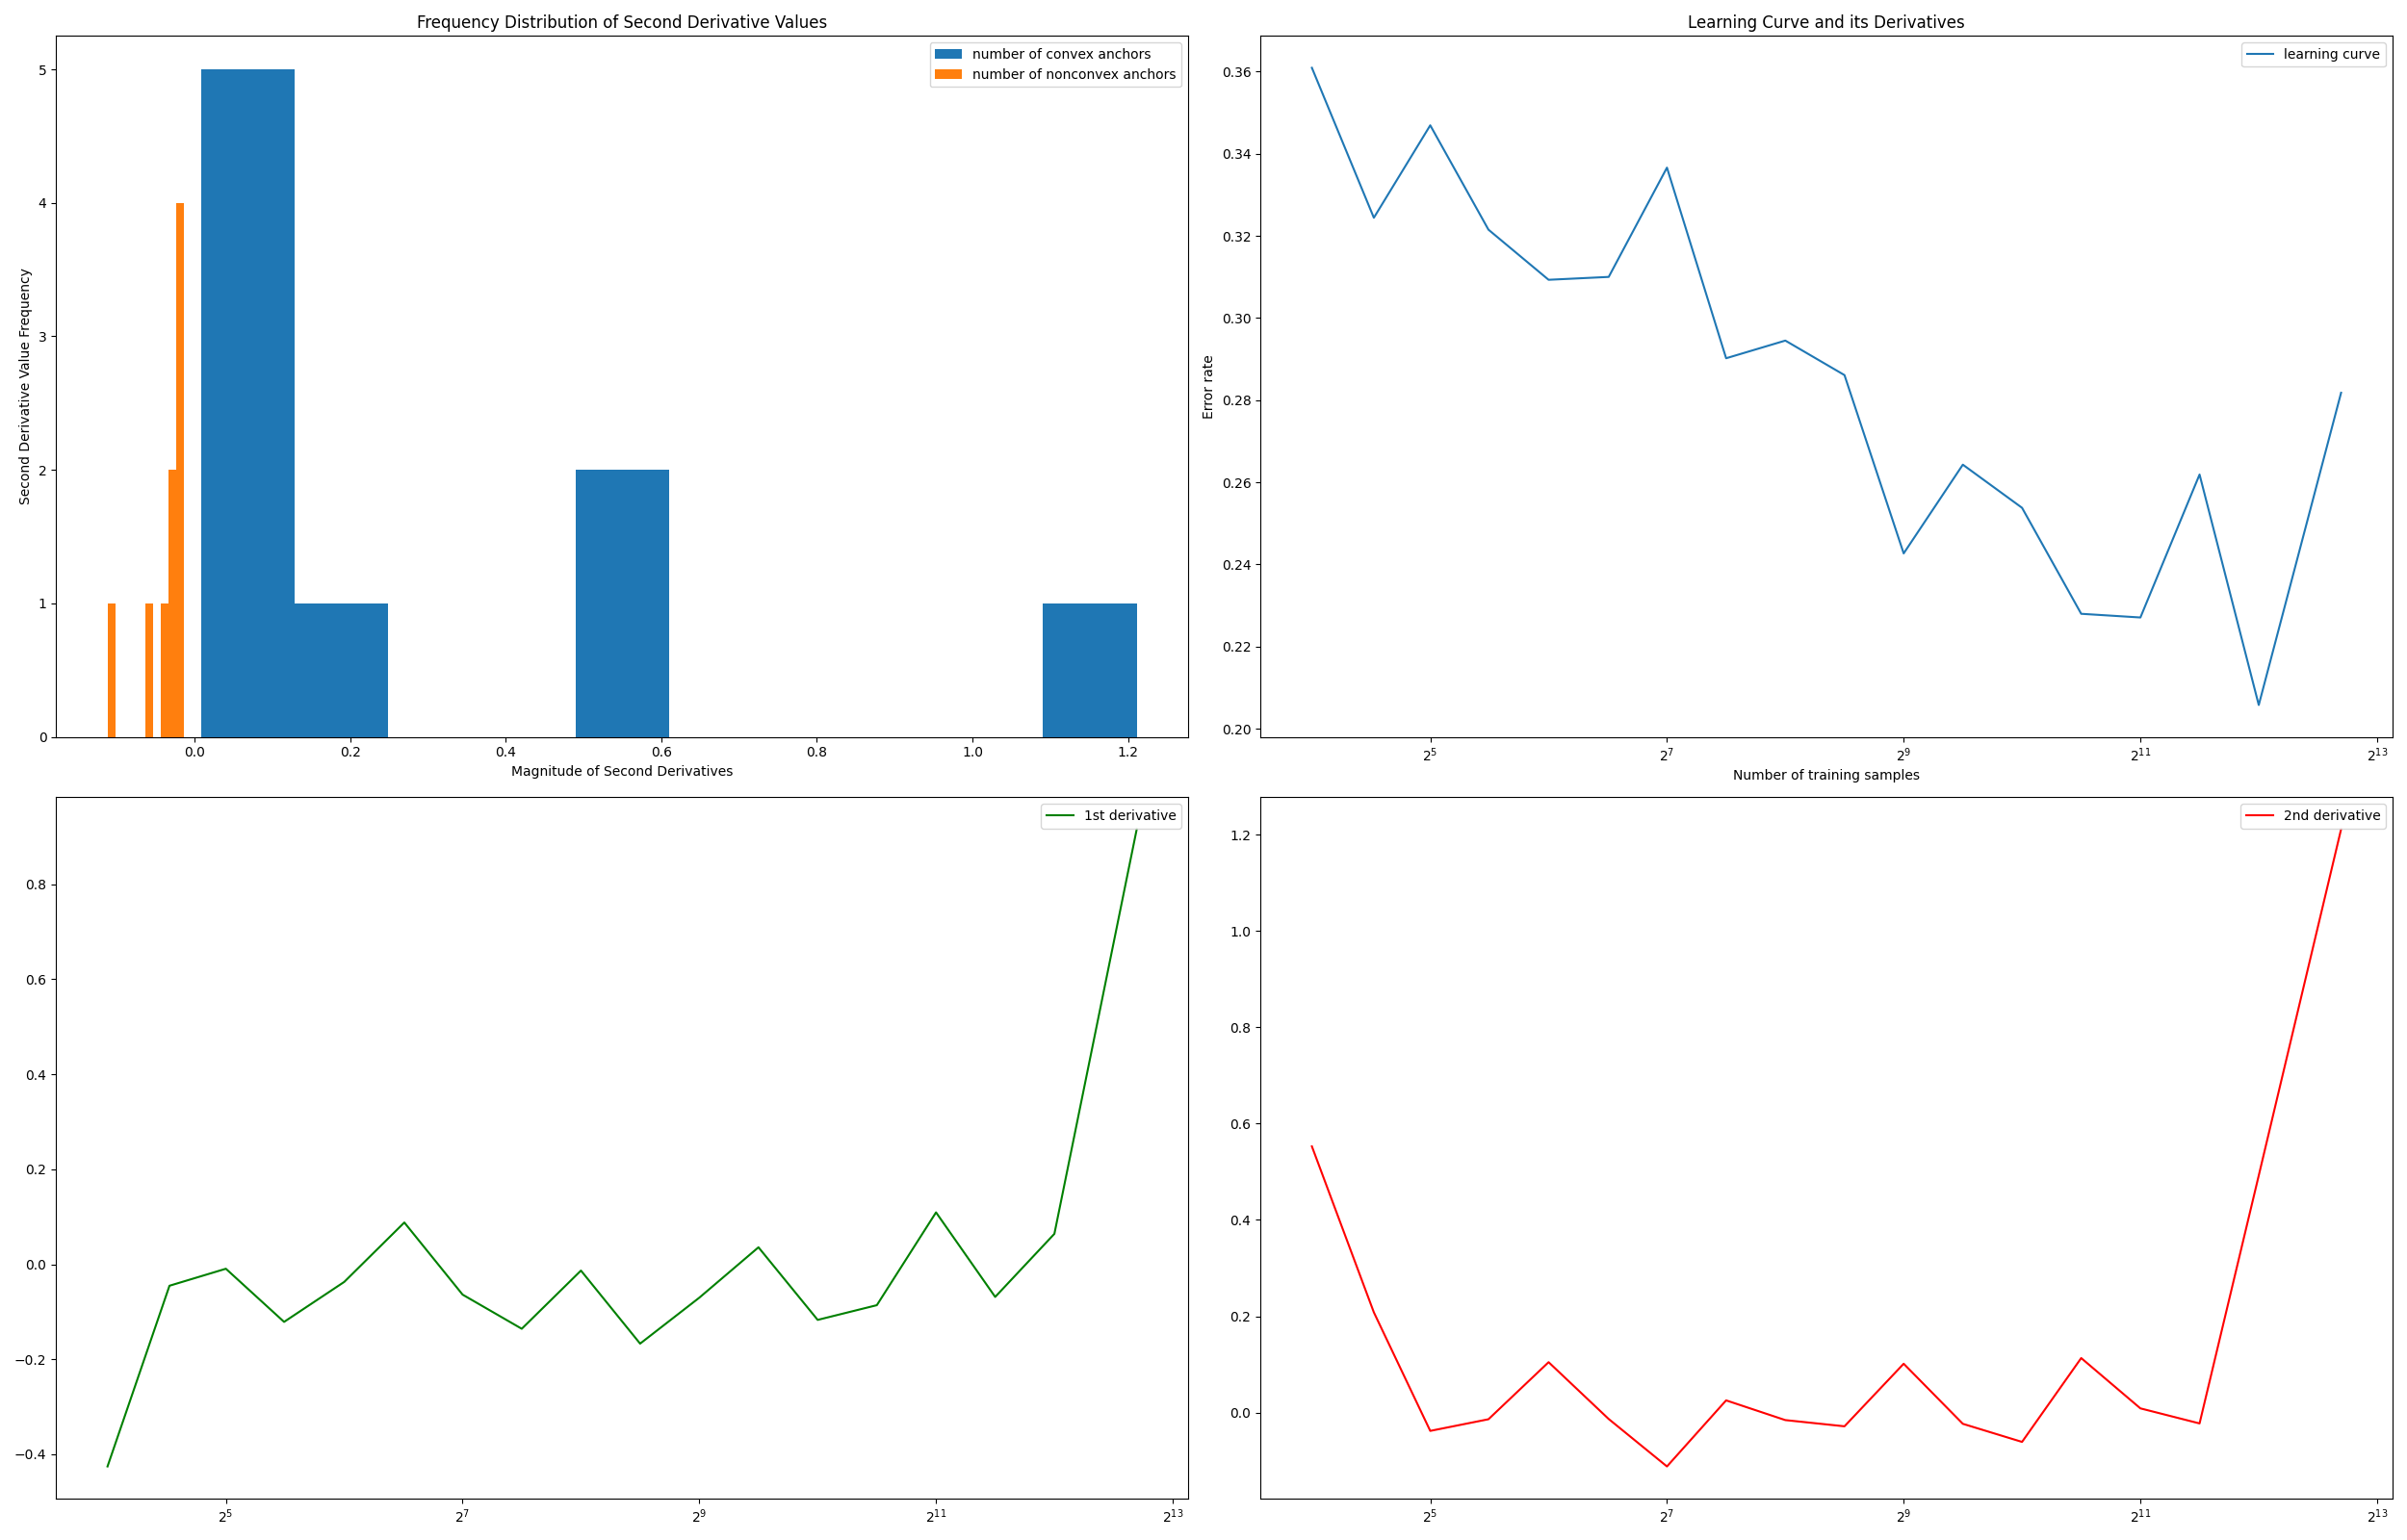 Frequency Distribution of Second Derivative Values
number of convex anchors
number of nonconvex anchors
Second Derivative Value Frequency
5
4
3
2
1
0
0.0 0.2 0.4 0.6 0.8 1.0 1.2
Magnitude of Second Derivatives
Learning Curve and its Derivatives
learning curve
Error rate
0.36
0.34
0.32
0.30
0.28
0.26
0.24
0.22
0.20
2^5 2^7 2^9 2^11 2^13
Number of training samples
1st derivative
0.8
0.6
0.4
0.2
0.0
−0.2
−0.4
2^5 2^7 2^9 2^11 2^13
2nd derivative
1.2
1.0
0.8
0.6
0.4
0.2
0.0
2^5 2^7 2^9 2^11 2^13